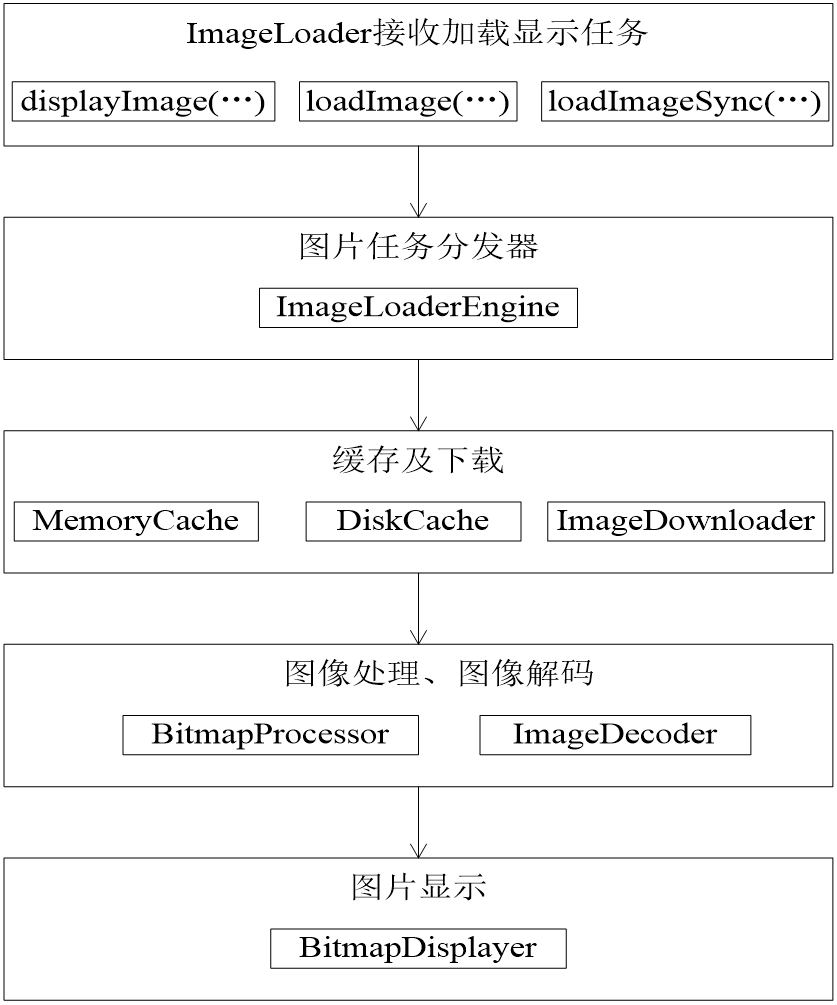 ImageLoader接收加载显示任务
displayImage(…) loadImage(…) loadImageSync(…)
图片任务分发器
ImageLoaderEngine
缓存及下载
MemoryCache DiskCache ImageDownloader
图像处理、图像解码
BitmapProcessor ImageDecoder
图片显示
BitmapDisplayer